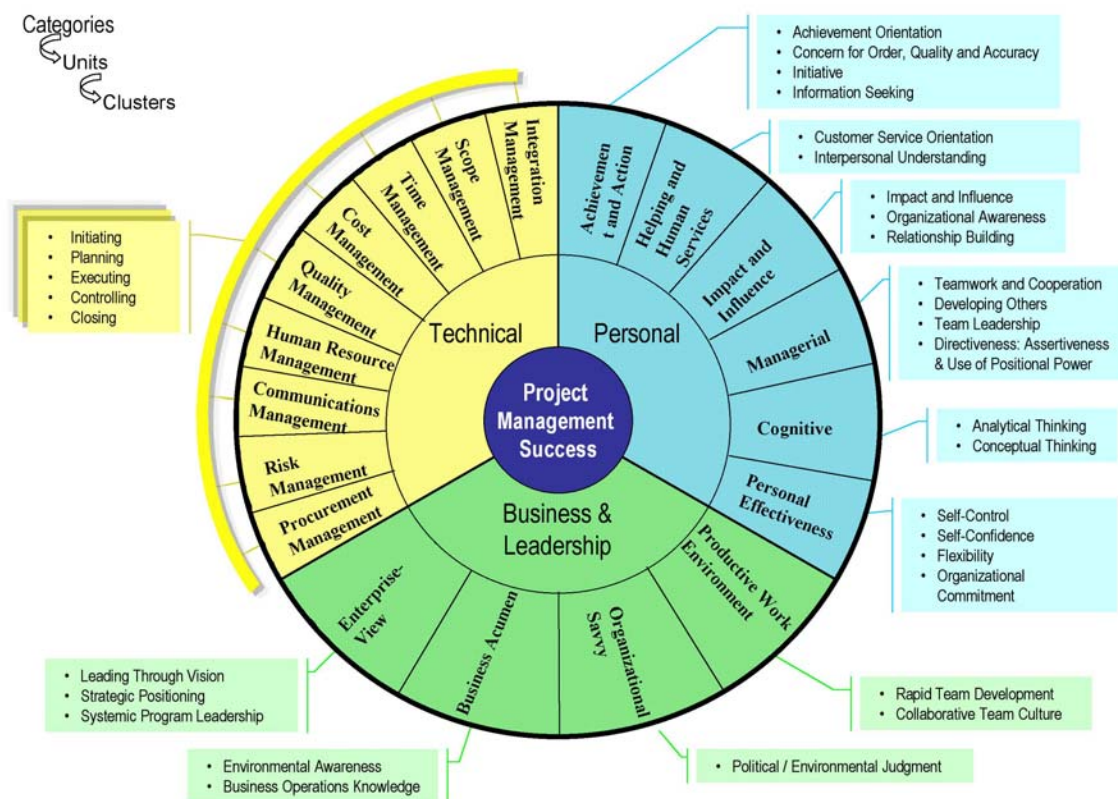 Categories
Units
Clusters
• Initiating
• Planning
• Executing
• Controlling
• Closing
Procurement
Management
Risk
Management
Communications
Management
Human Resource
Management
Quality
Management
Cost
Management
Time
Management
Scope
Management
Integration
Management
Technical
Personal
Project
Management
Success
Business &
Leadership
Achievemen
t and Action
Helping and
Human
Services
Impact and
Influence
Managerial
Cognitive
Personal
Effectiveness
Productive Work
Environment
Organizational
Savvy
Business Acumen
Enterprise-
View
• Achievement Orientation
• Concern for Order, Quality and Accuracy
• Initiative
• Information Seeking
• Customer Service Orientation
• Interpersonal Understanding
• Impact and Influence
• Organizational Awareness
• Relationship Building
• Teamwork and Cooperation
• Developing Others
• Team Leadership
• Directiveness: Assertiveness
& Use of Positional Power
• Analytical Thinking
• Conceptual Thinking
• Self-Control
• Self-Confidence
• Flexibility
• Organizational
Commitment
• Rapid Team Development
• Collaborative Team Culture
• Political / Environmental Judgment
• Environmental Awareness
• Business Operations Knowledge
• Leading Through Vision
• Strategic Positioning
• Systemic Program Leadership